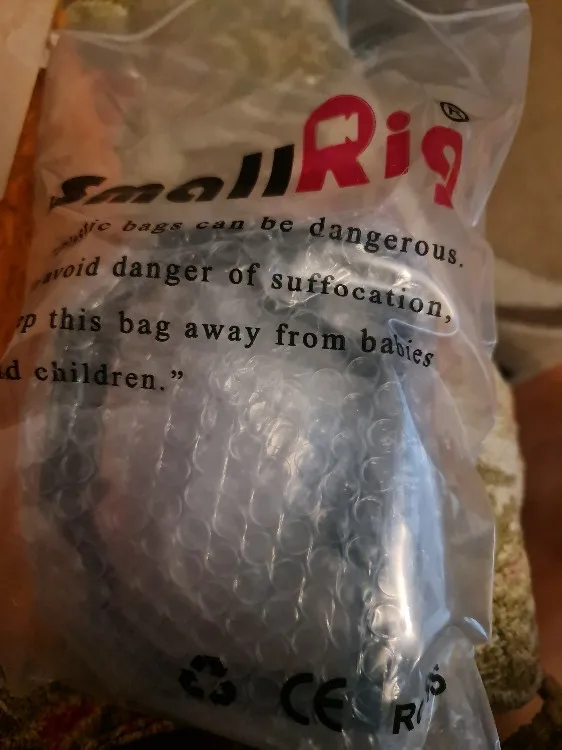 SmallRig®
bags can be dangerous.
avoid danger of suffocation,
this bag away from babies
children.”
CE